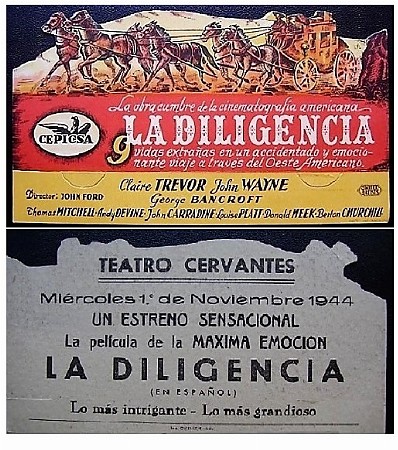 La obra cumbre de la cinematografía americana
CEPICSA
LA DILIGENCIA
9 vidas extrañas en un accidentado y emocio-
nante viaje a traves del Oeste Americano.
Claire TREVOR - John WAYNE
Director: JOHN FORD
George BANCROFT
Thomas MITCHELL - Andy DEVINE - John CARRADINE - Louise PLATT - Donald MEEK - Berton CHURCHILL
TEATRO CERVANTES
Miércoles 1.º de Noviembre 1944
UN ESTRENO SENSACIONAL
La película de la MAXIMA EMOCION
LA DILIGENCIA
(EN ESPAÑOL)
Lo más intrigante - Lo más grandioso